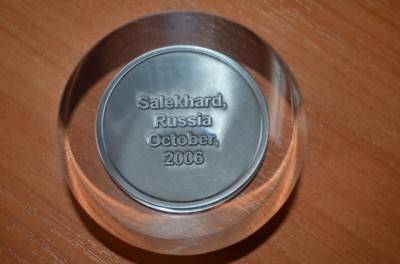 Salekhard,
Russia
October,
2006